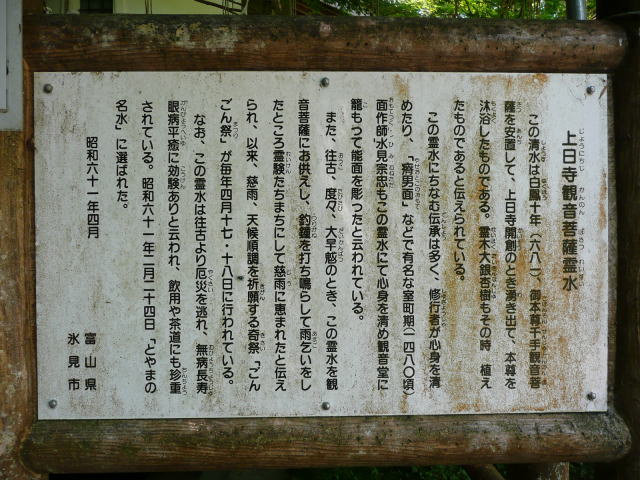 上日寺観音菩薩霊水
この清水は白鳳十年（六八一）、御本尊千手観音菩
薩を安置して、上日寺開創のとき湧き出て、本尊を
沐浴したものである。霊木大銀杏樹もその時　植え
たものであると伝えられている。
この霊水にちなむ伝承は多く、修行者が心身を清
めたり、「痩男面」などで有名な室町期（一四八〇頃）
面作師氷見宗忠もこの霊水にて心身を清め観音堂に
籠もつて能面を彫つたと云われている。
また、往古、度々、大旱魃のとき、この霊水を観
音菩薩にお供えし、釣鐘を打ち鳴らして雨乞いをし
たところ霊験たちまちにして慈雨に恵まれたと伝え
られ、以来、慈雨、天候順調を祈願する奇祭「ごん
ごん祭」が毎年四月十七・十八日に行われている。
なお、この霊水は往古より厄災を逃れ、無病長寿
眼病平癒に効験ありと云われ、飲用や茶道にも珍重
されている。昭和六十一年二月二十四日「とやまの
名水」に選ばれた。
昭和六十一年四月
富山県
氷見市